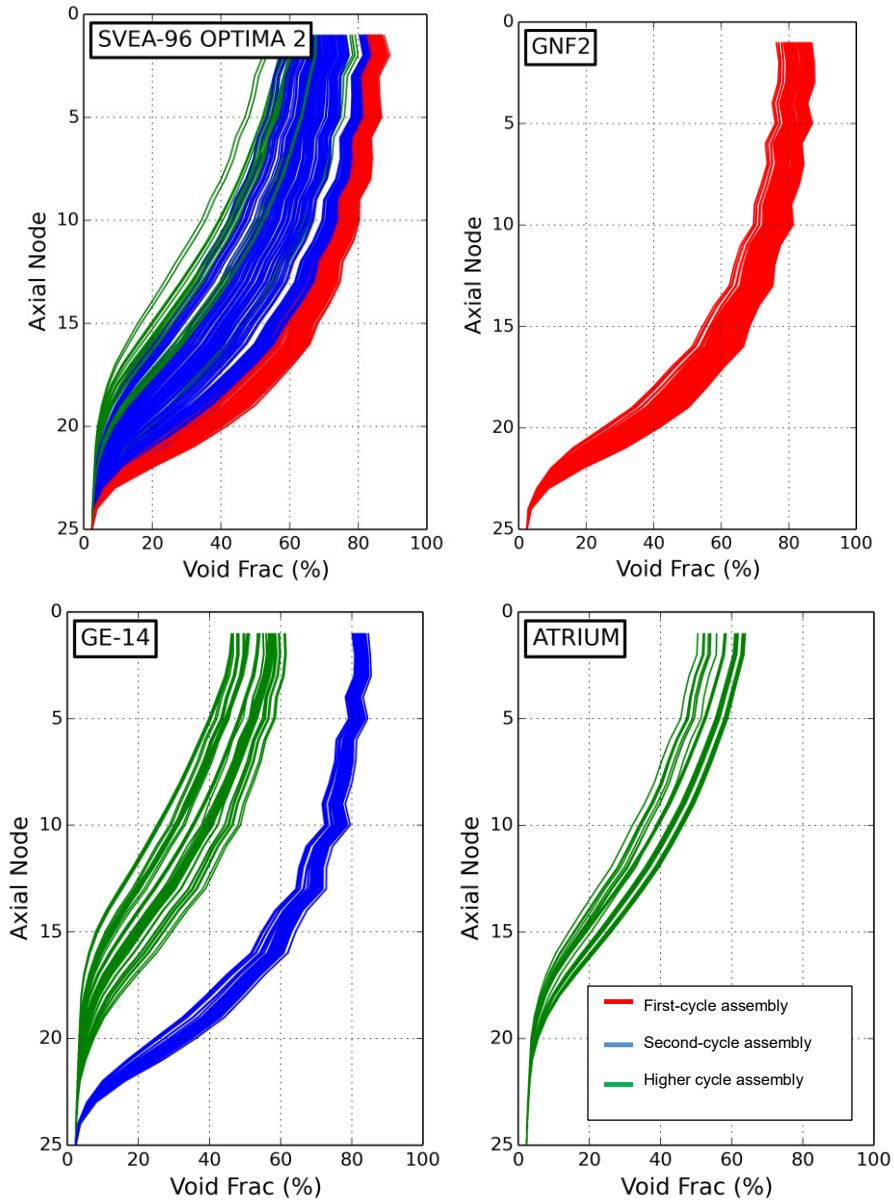 SVEA-96 OPTIMA 2
0
5
10
15
20
25
Axial Node
0 20 40 60 80 100
Void Frac (%)
GNF2
0
5
10
15
20
25
Axial Node
0 20 40 60 80 100
Void Frac (%)
GE-14
0
5
10
15
20
25
Axial Node
0 20 40 60 80 100
Void Frac (%)
ATRIUM
0
5
10
15
20
25
Axial Node
First-cycle assembly
Second-cycle assembly
Higher cycle assembly
0 20 40 60 80 100
Void Frac (%)